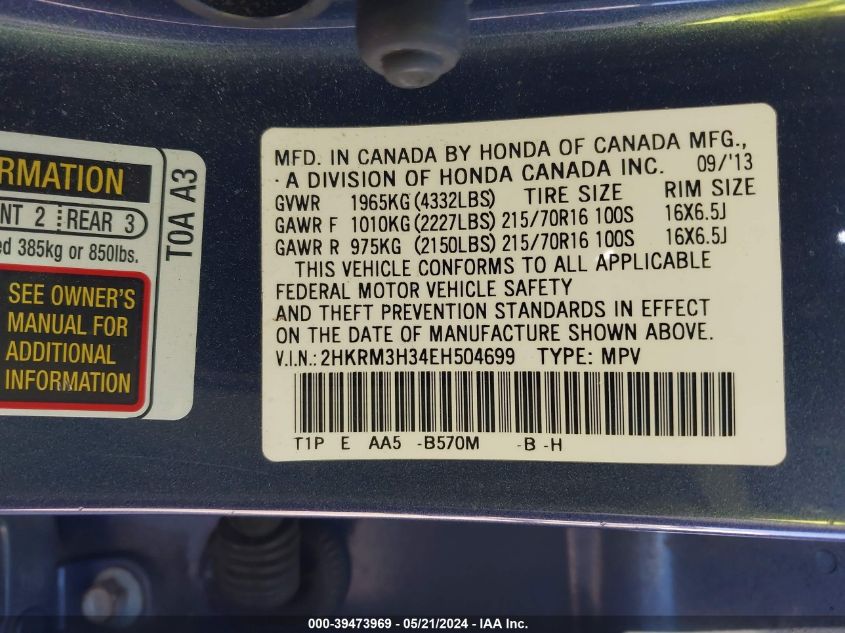 RMATION
NT 2 REAR 3
ed 385kg or 850lbs.
T0A A3
SEE OWNER'S
MANUAL FOR
ADDITIONAL
INFORMATION
MFD. IN CANADA BY HONDA OF CANADA MFG.,
A DIVISION OF HONDA CANADA INC. 09/'13
GVWR 1965KG (4332LBS) TIRE SIZE RIM SIZE
GAWR F 1010KG (2227LBS) 215/70R16 100S 16X6.5J
GAWR R 975KG (2150LBS) 215/70R16 100S 16X6.5J
THIS VEHICLE CONFORMS TO ALL APPLICABLE
FEDERAL MOTOR VEHICLE SAFETY
AND THEFT PREVENTION STANDARDS IN EFFECT
ON THE DATE OF MANUFACTURE SHOWN ABOVE.
V.I.N.: 2HKRM3H34EH504699 TYPE: MPV
T1P E AA5 -B570M -B -H
000-39473969 - 05/21/2024 - IAA Inc.